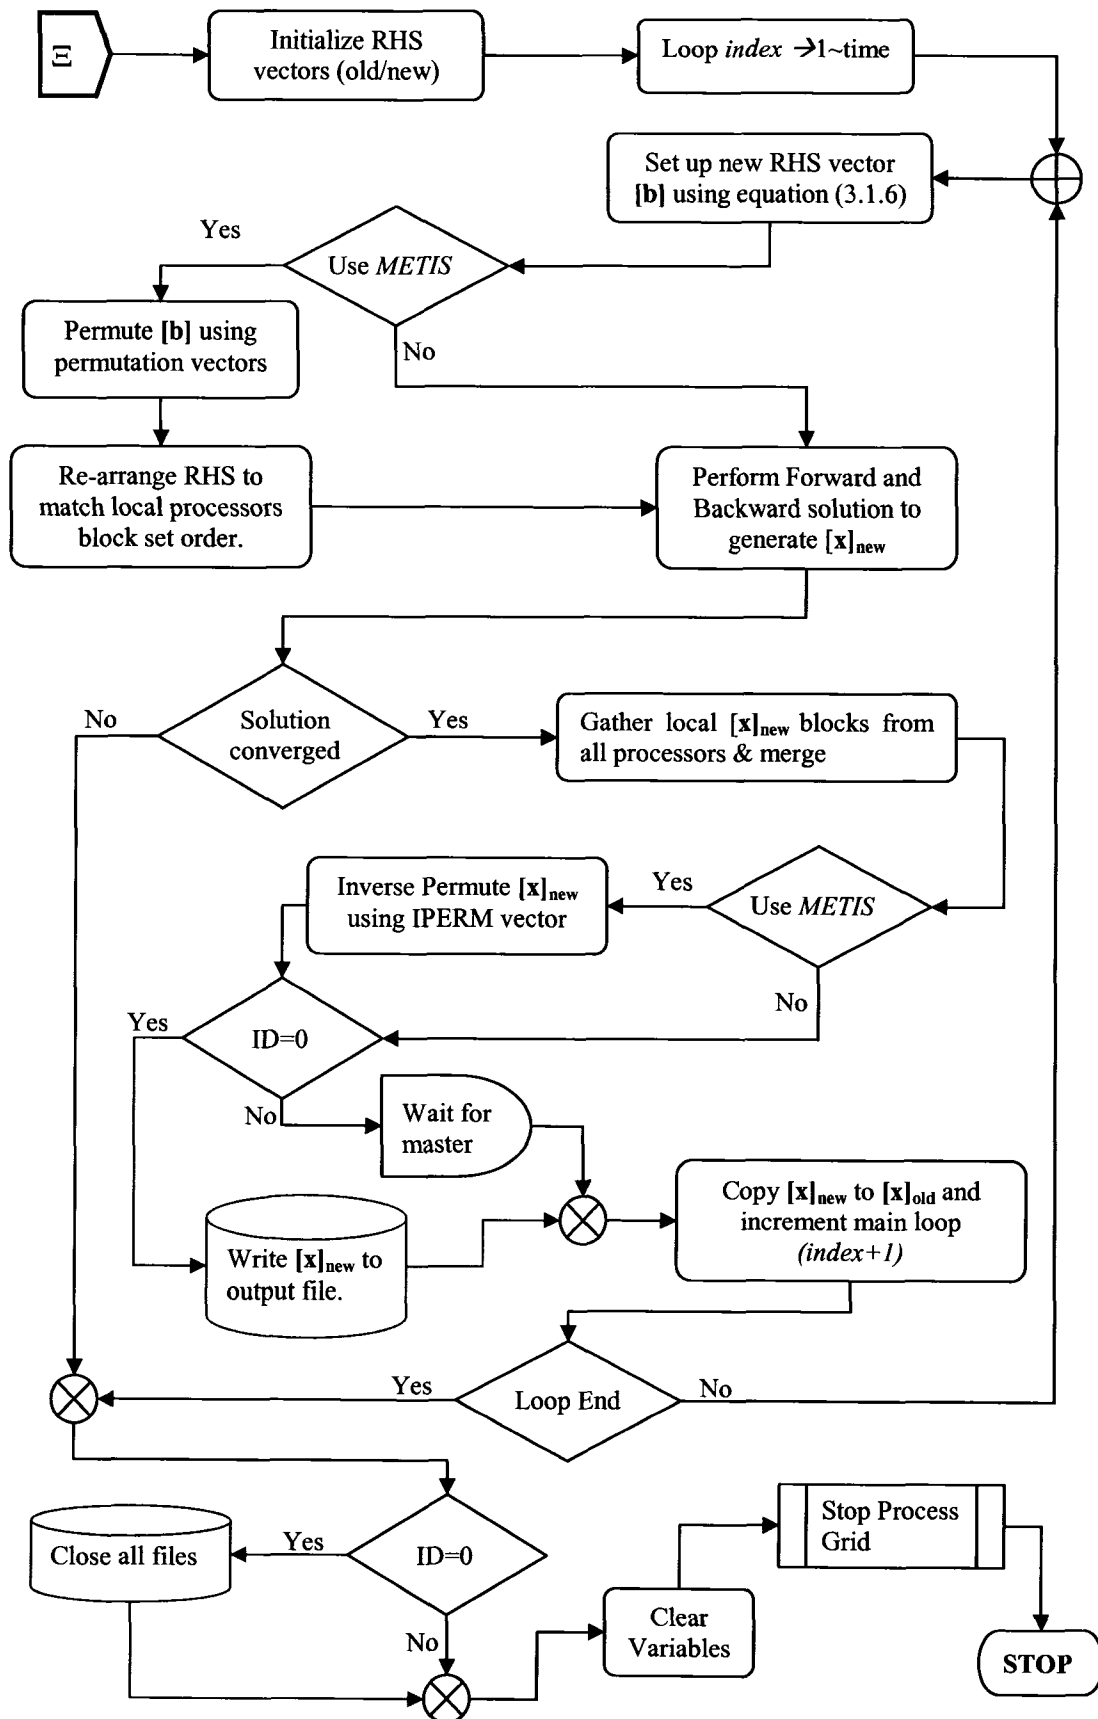 Ξ
Initialize RHS
vectors (old/new)
Loop index →1~time
Set up new RHS vector
[b] using equation (3.1.6)
Yes
Use METIS
No
Permute [b] using
permutation vectors
Re-arrange RHS to
match local processors
block set order.
Perform Forward and
Backward solution to
generate [x]new
No
Solution
converged
Yes
Gather local [x]new blocks from
all processors & merge
Inverse Permute [x]new
using IPERM vector
Yes
Use METIS
No
Yes
ID=0
No
Wait for
master
Write [x]new to
output file.
Copy [x]new to [x]old and
increment main loop
(index+1)
Yes
Loop End
No
Close all files
Yes
ID=0
No
Clear
Variables
Stop Process
Grid
STOP